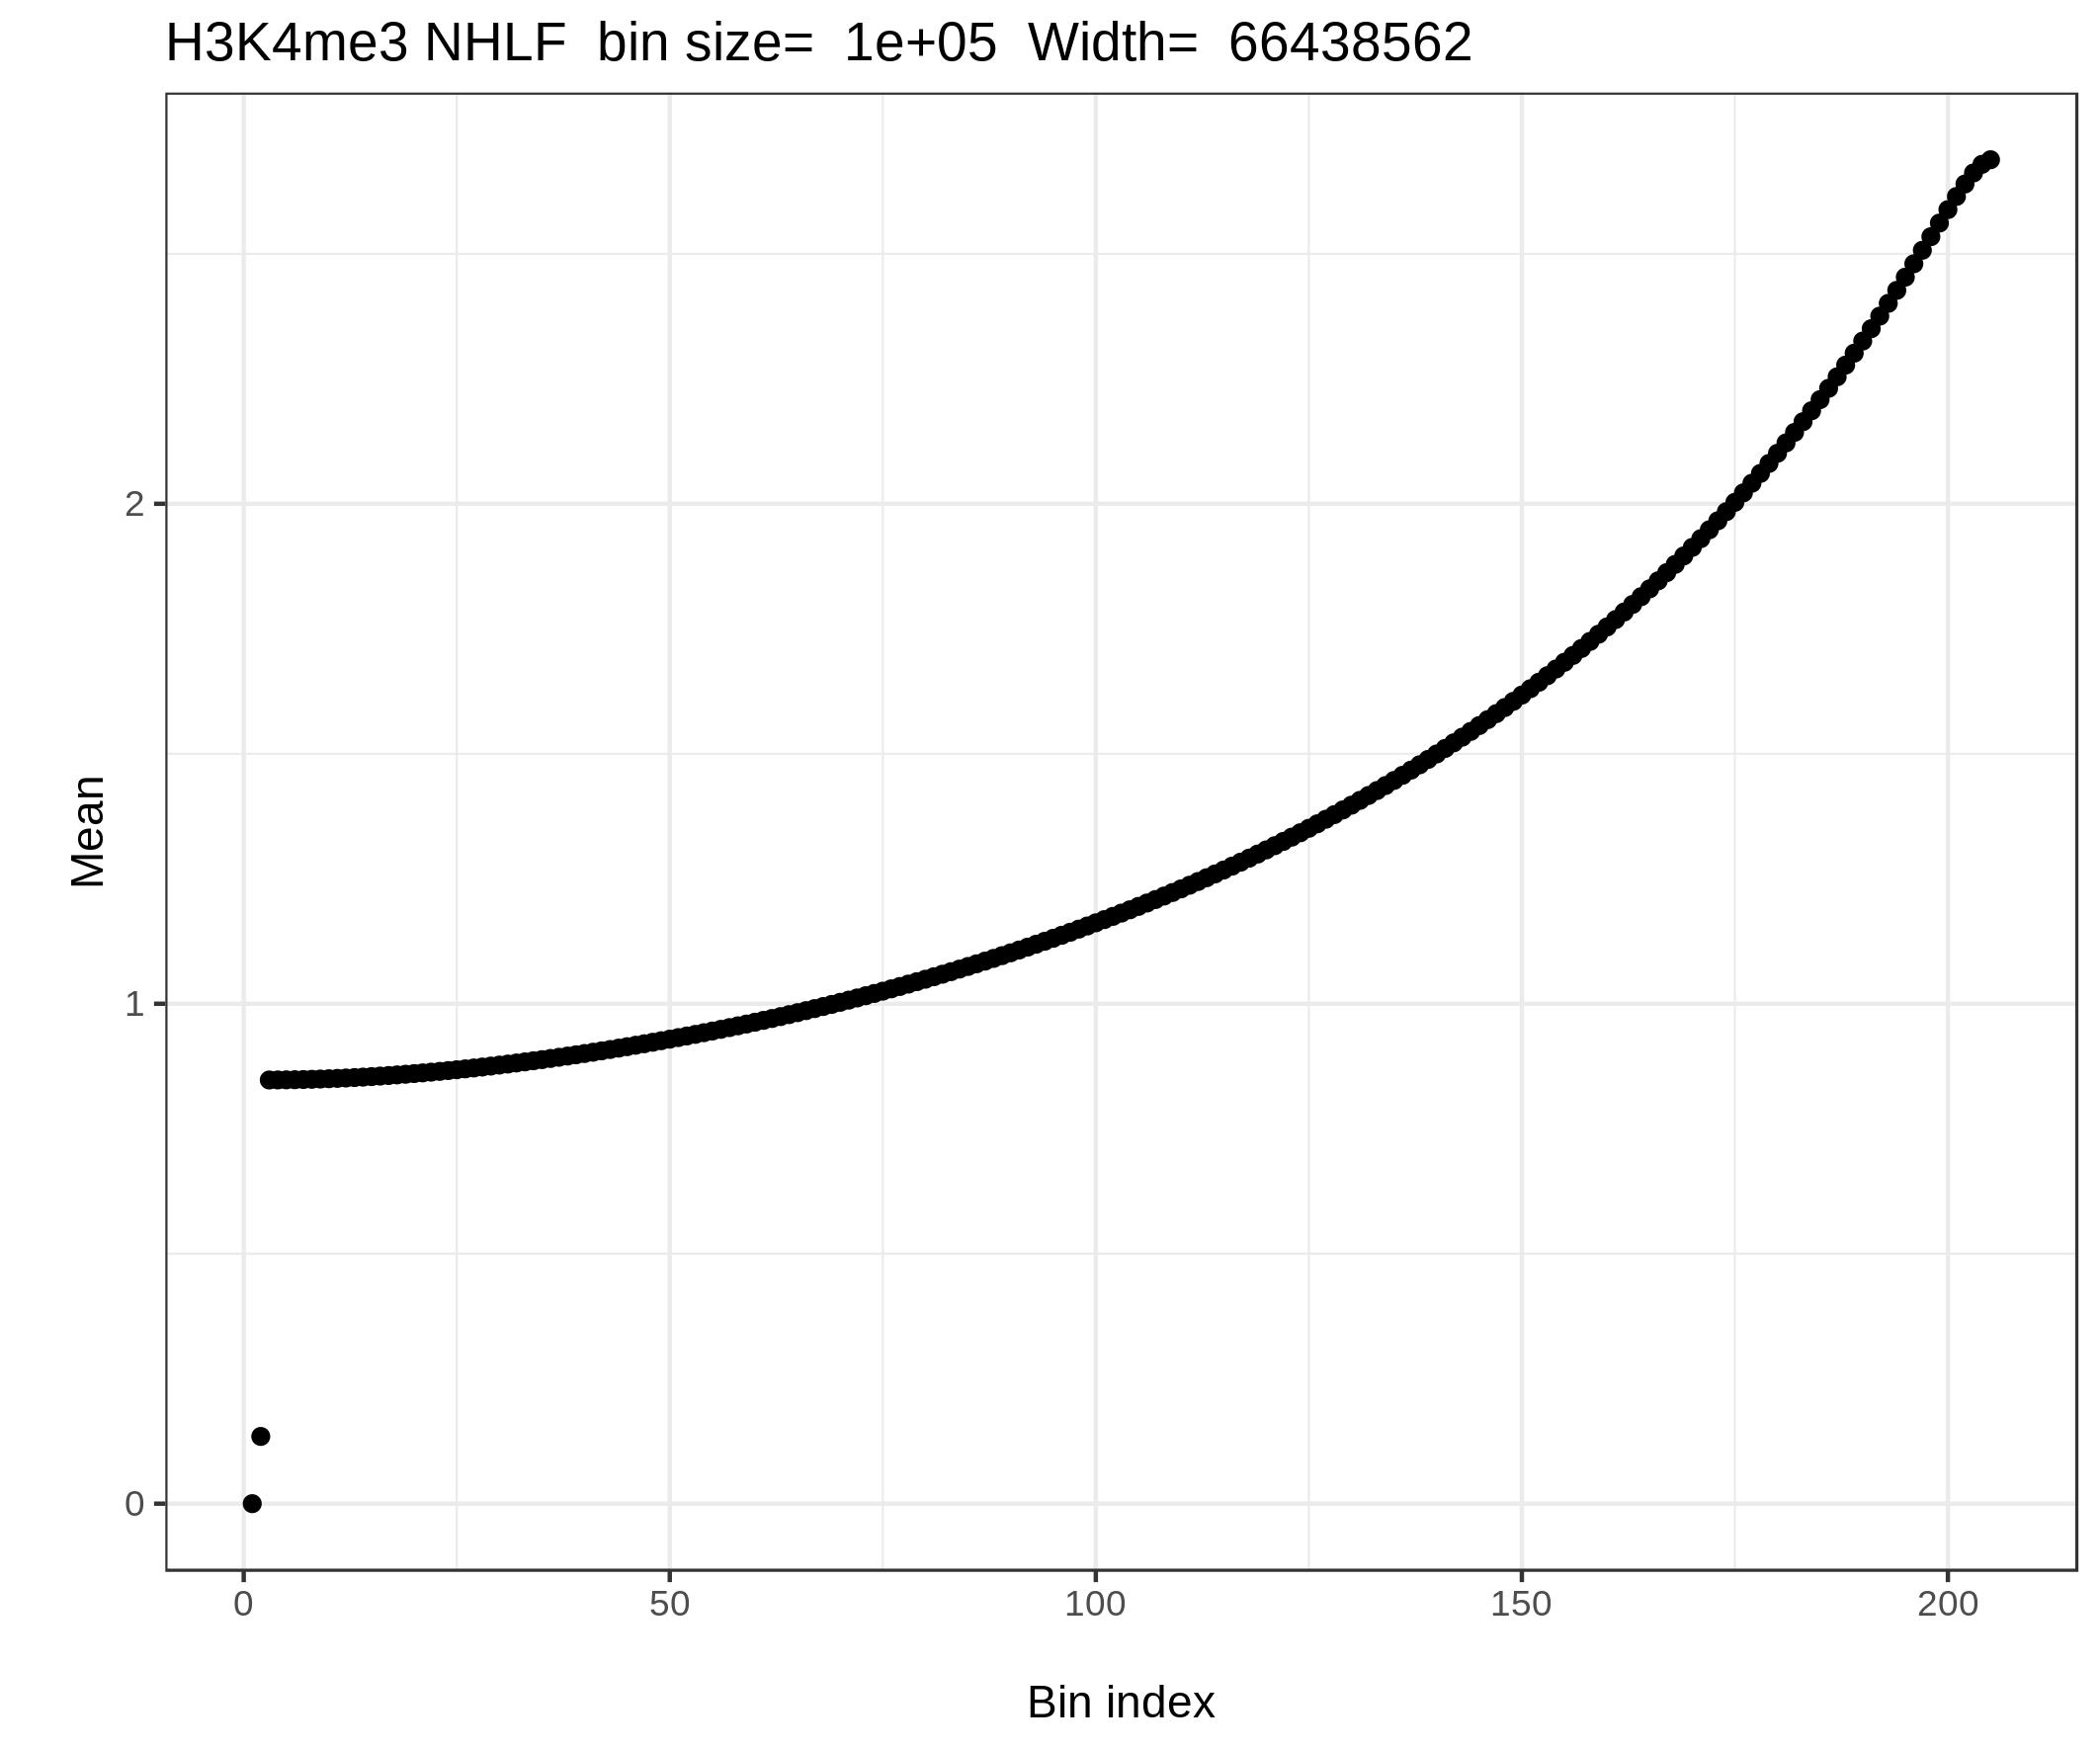 H3K4me3 NHLF  bin size=  1e+05  Width=  66438562
2
1
0
Mean
0 50 100 150 200
Bin index